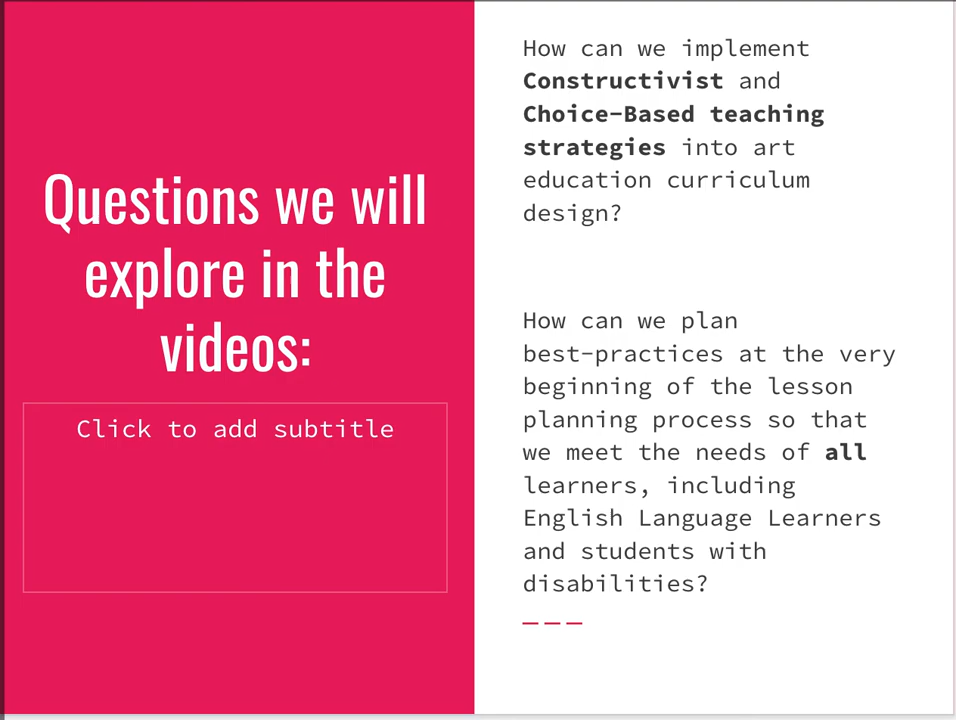 Questions we will
explore in the
videos:
Click to add subtitle
How can we implement
Constructivist and
Choice-Based teaching
strategies into art
education curriculum
design?
How can we plan
best-practices at the very
beginning of the lesson
planning process so that
we meet the needs of all
learners, including
English Language Learners
and students with
disabilities?